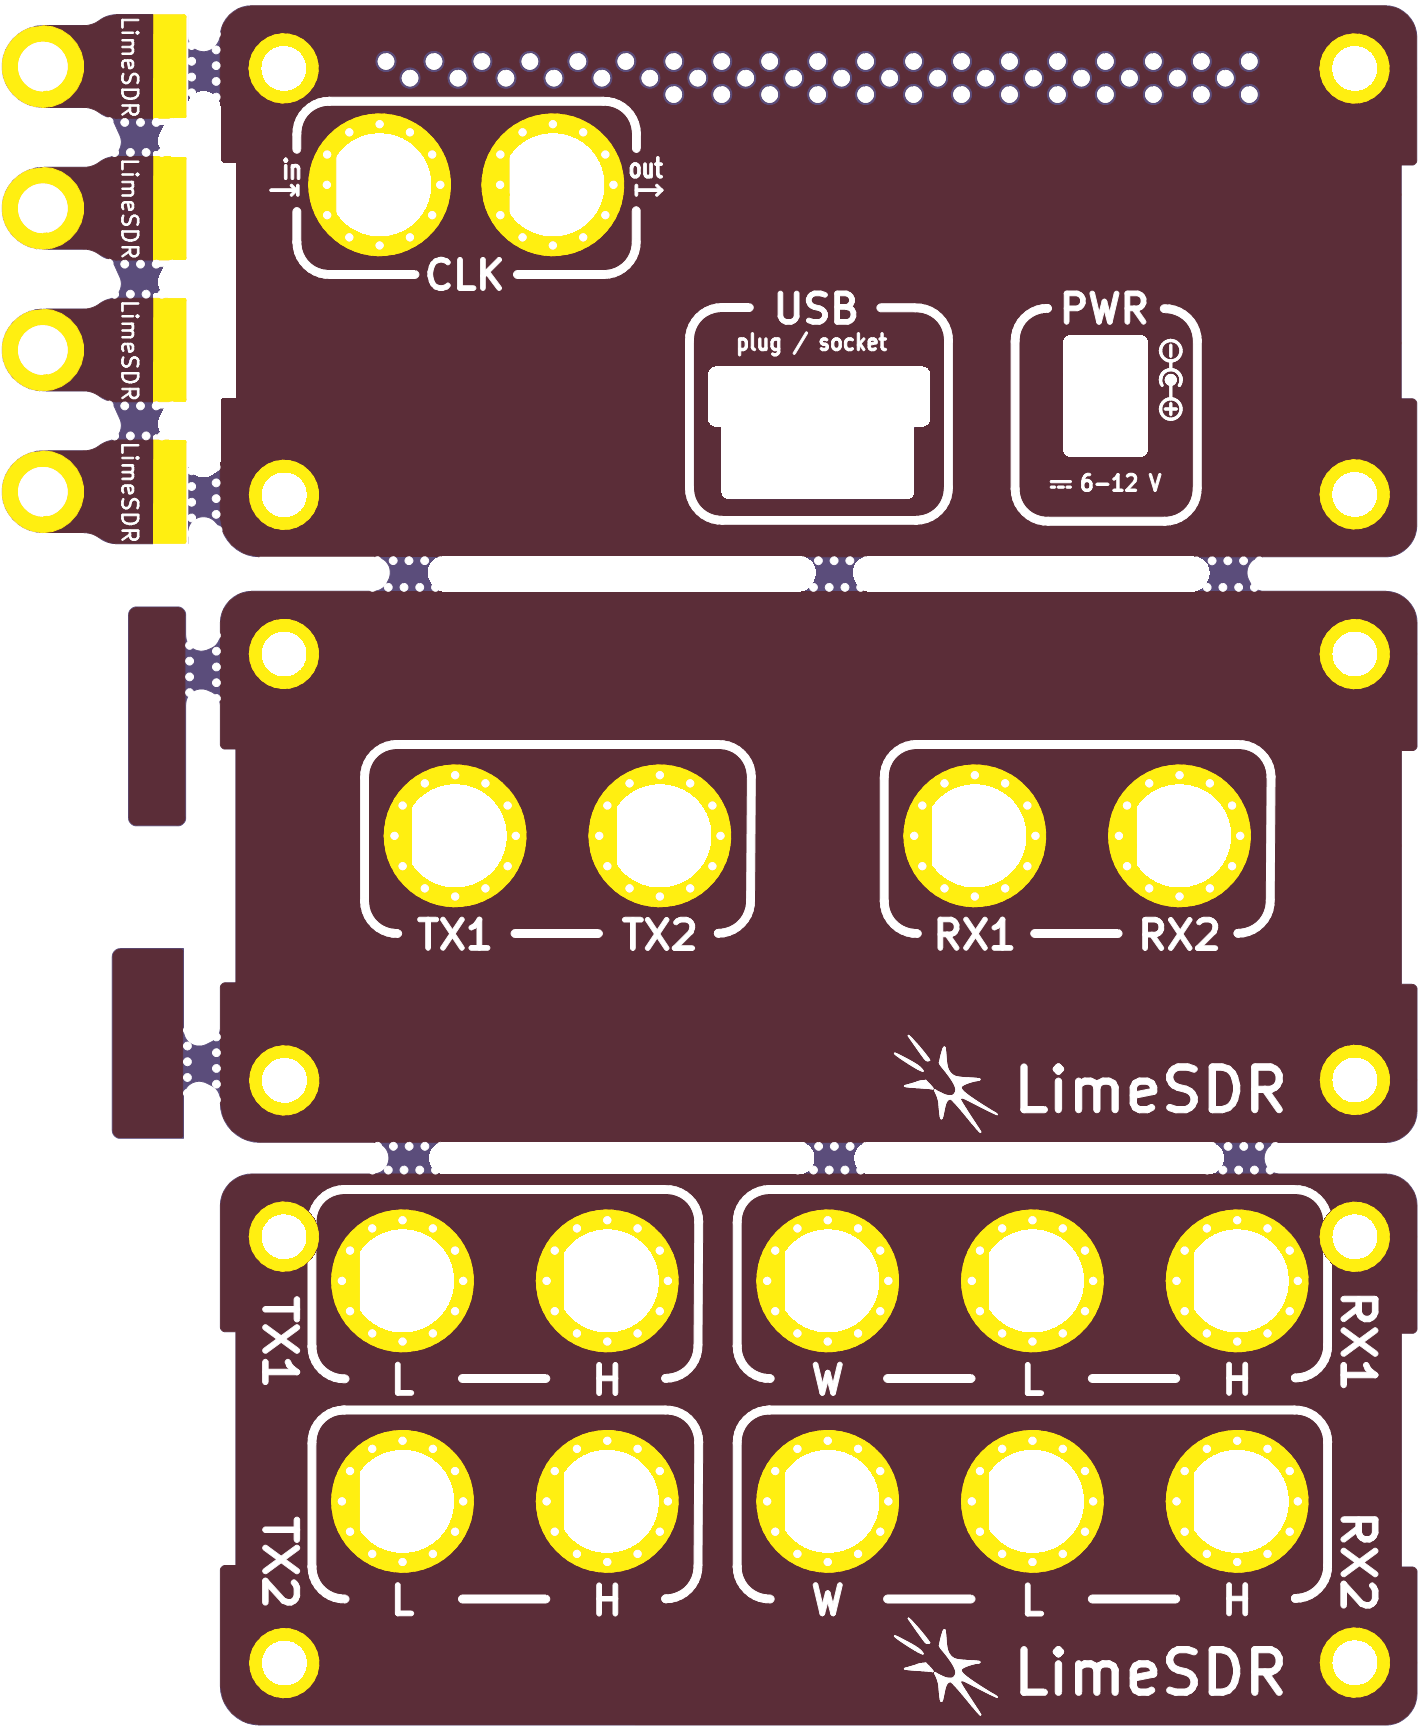 LimeSDR
LimeSDR
LimeSDR
LimeSDR
in
out
CLK
USB
plug / socket
PWR
6-12 V
TX1
TX2
RX1
RX2
LimeSDR
TX1
L
H
W
L
H
RX1
TX2
L
H
W
L
H
RX2
LimeSDR